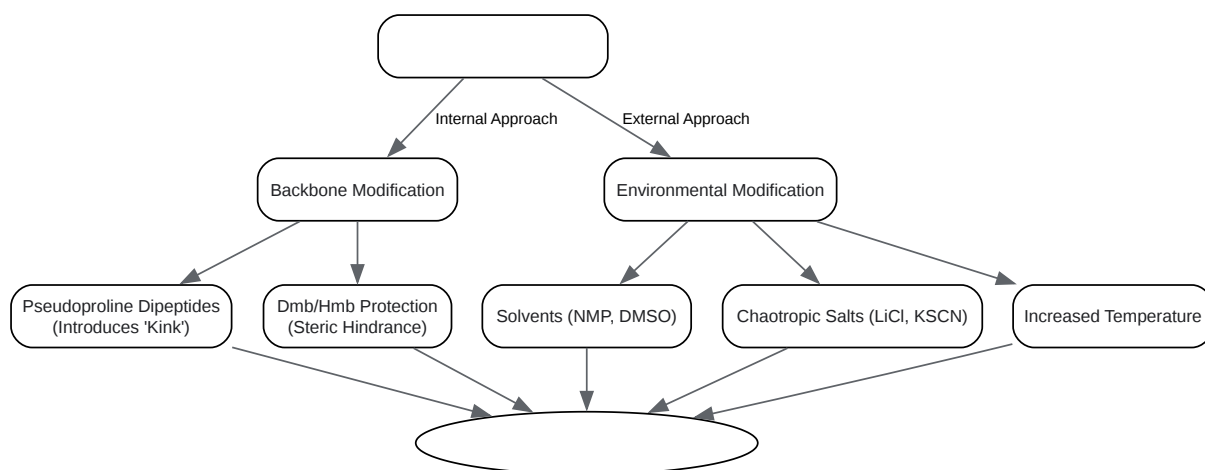 Internal Approach
External Approach
Backbone Modification
Environmental Modification
Pseudoproline Dipeptides
(Introduces 'Kink')
Dmb/Hmb Protection
(Steric Hindrance)
Solvents (NMP, DMSO)
Chaotropic Salts (LiCl, KSCN)
Increased Temperature